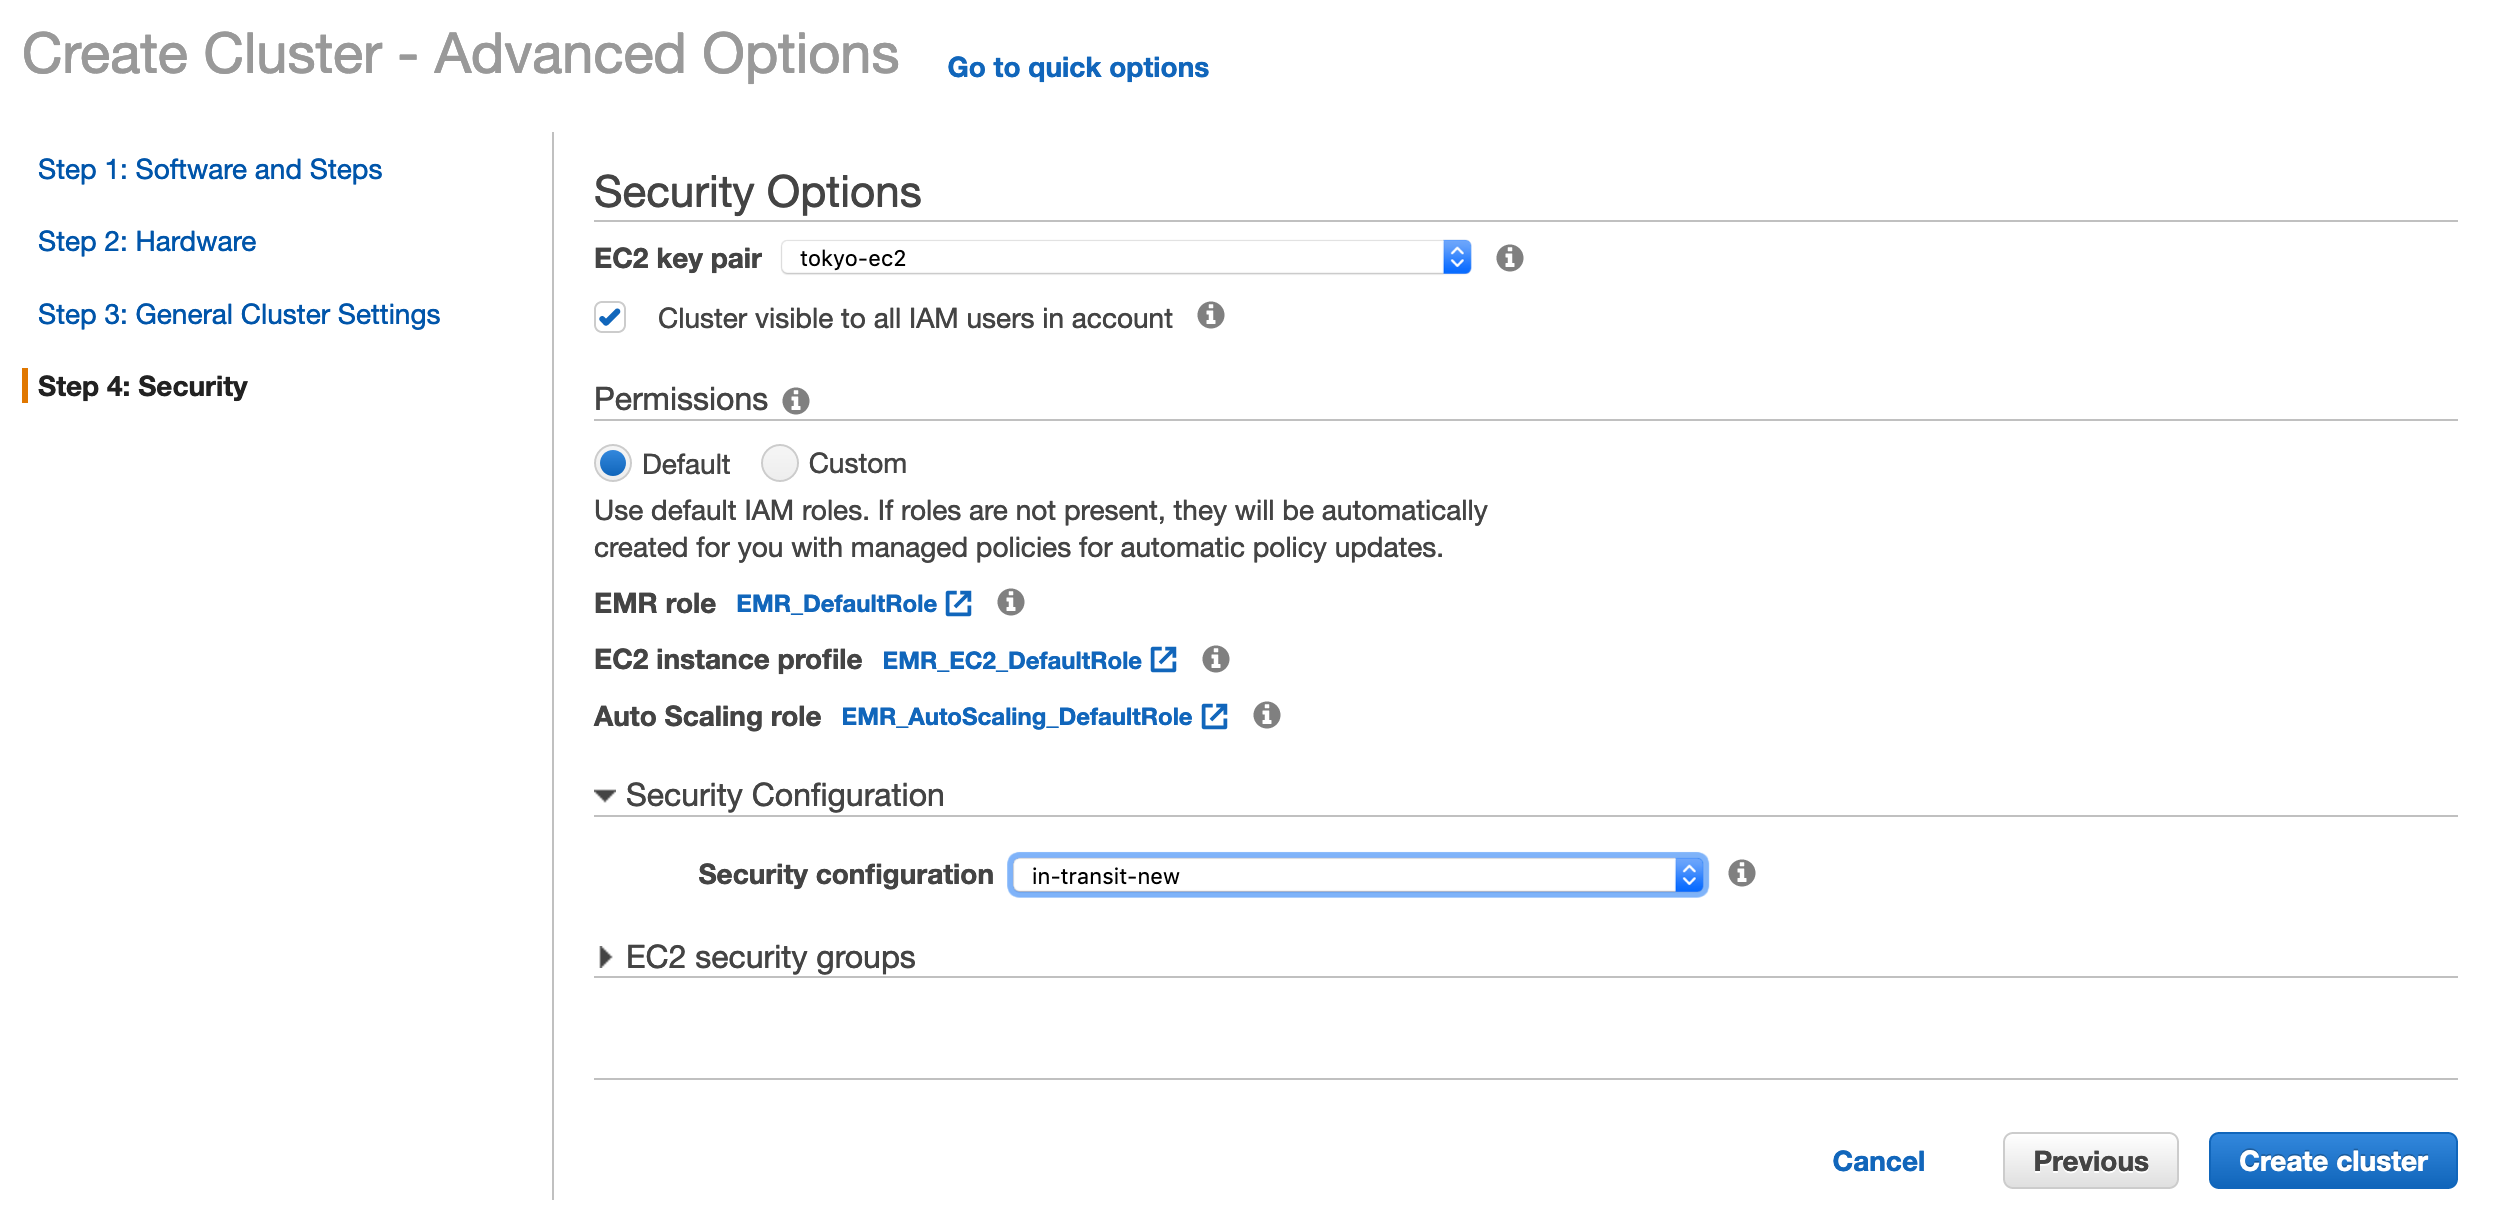 Create Cluster - Advanced Options Go to quick options
Step 1: Software and Steps
Step 2: Hardware
Step 3: General Cluster Settings
Step 4: Security
Security Options
EC2 key pair tokyo-ec2
Cluster visible to all IAM users in account
Permissions
Default Custom
Use default IAM roles. If roles are not present, they will be automatically
created for you with managed policies for automatic policy updates.
EMR role EMR_DefaultRole
EC2 instance profile EMR_EC2_DefaultRole
Auto Scaling role EMR_AutoScaling_DefaultRole
Security Configuration
Security configuration in-transit-new
EC2 security groups
Cancel Previous Create cluster